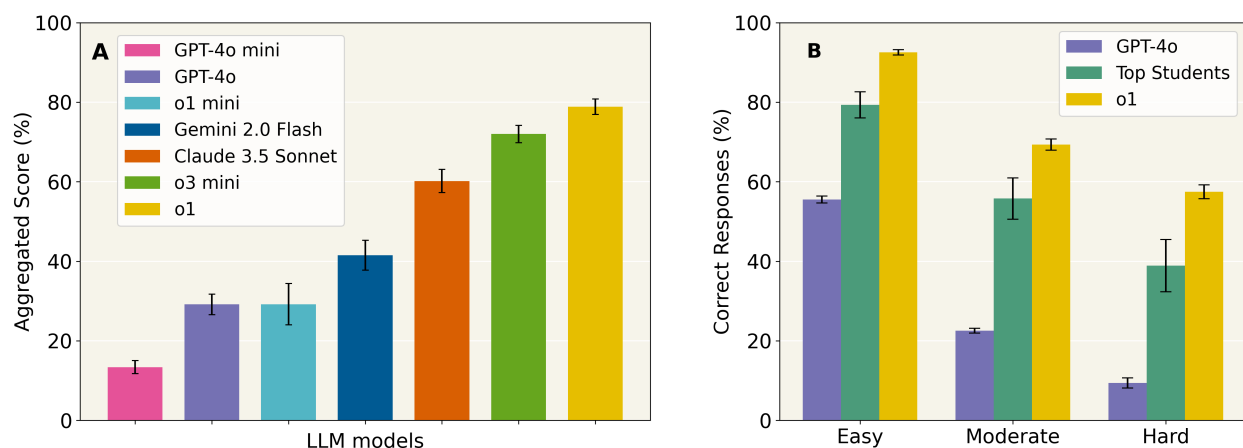 A
GPT-4o mini
GPT-4o
o1 mini
Gemini 2.0 Flash
Claude 3.5 Sonnet
o3 mini
o1
Aggregated Score (%)
100
80
60
40
20
0
LLM models
B
GPT-4o
Top Students
o1
Correct Responses (%)
100
80
60
40
20
0
Easy Moderate Hard